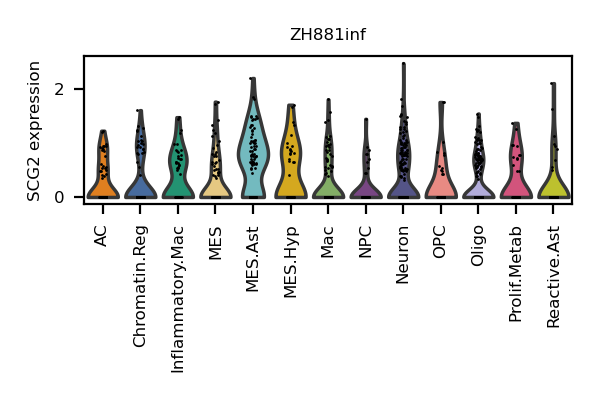 ZH881inf
SCG2 expression
2
0
AC
Chromatin.Reg
Inflammatory.Mac
MES
MES.Ast
MES.Hyp
Mac
NPC
Neuron
OPC
Oligo
Prolif.Metab
Reactive.Ast